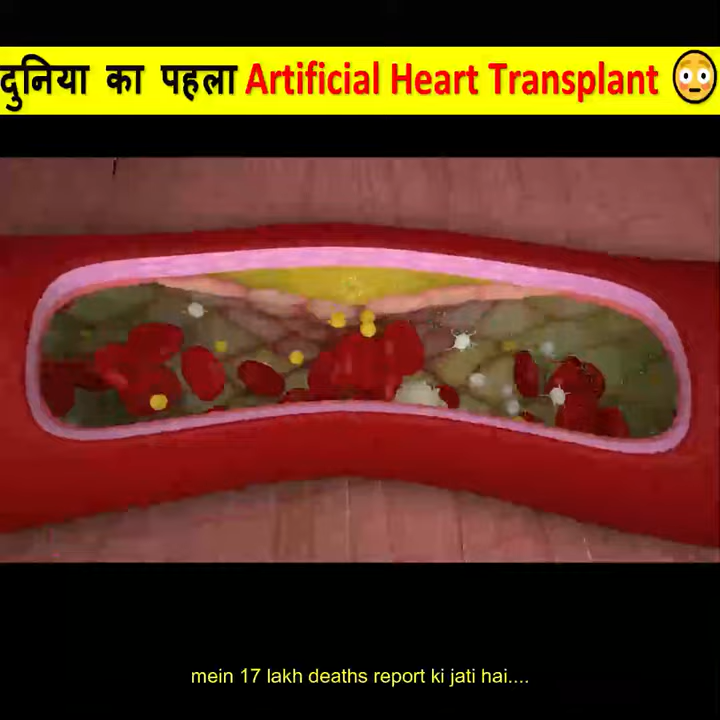 दुनिया का पहला Artificial Heart Transplant 😳
mein 17 lakh deaths report ki jati hai....